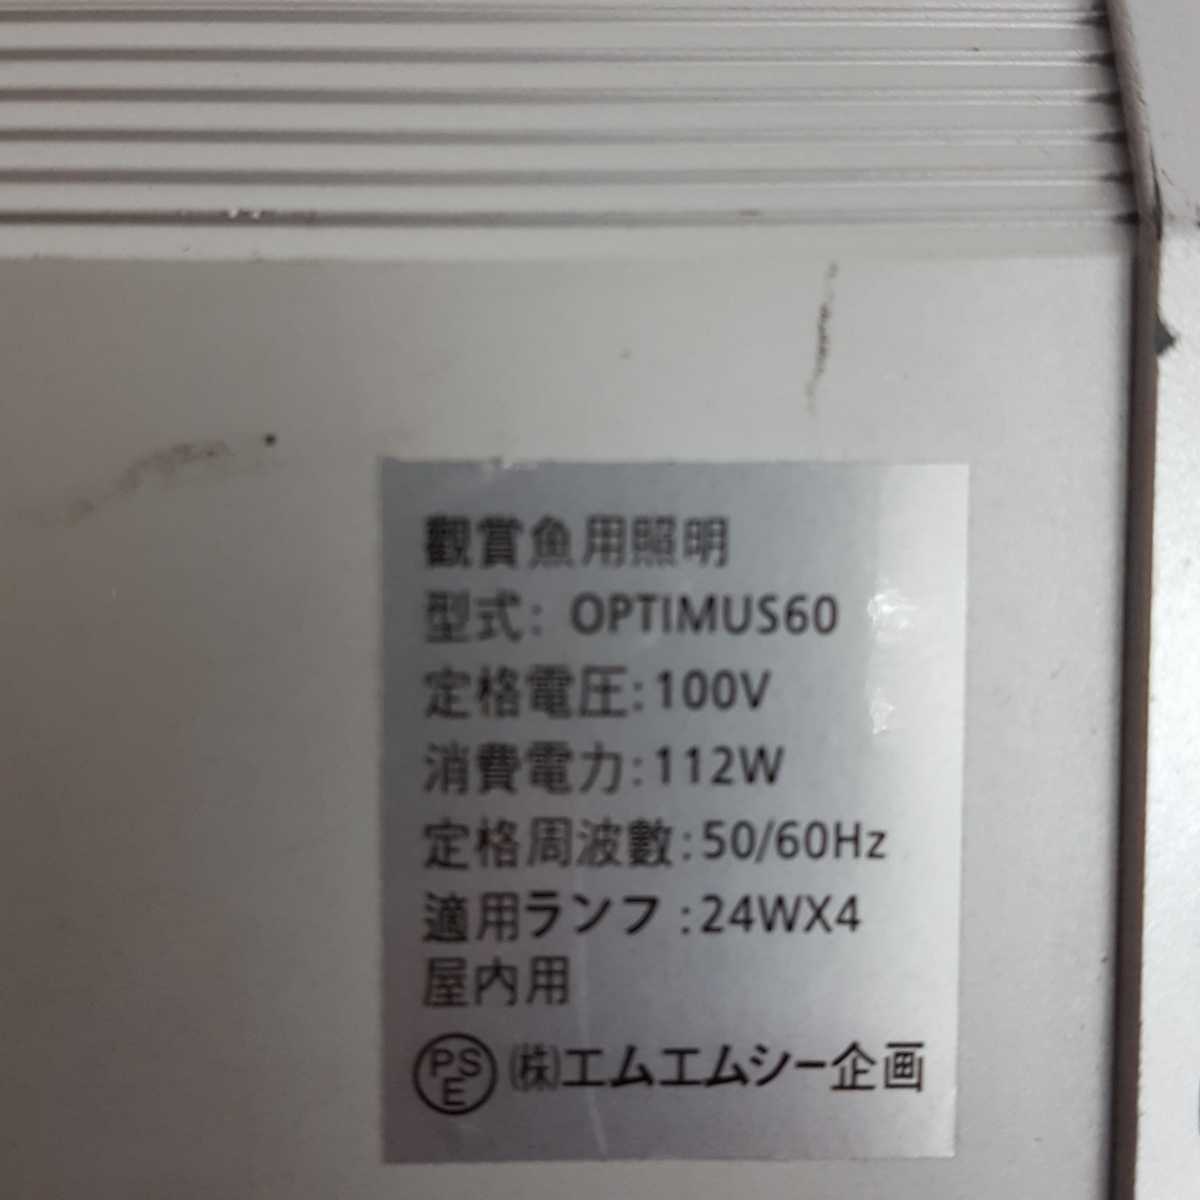 觀賞魚用照明
型式: OPTIMUS60
定格電圧:100V
消費電力:112W
定格周波數:50/60Hz
適用ランフ:24WX4
屋内用
PSE ㈱エムエムシー企画